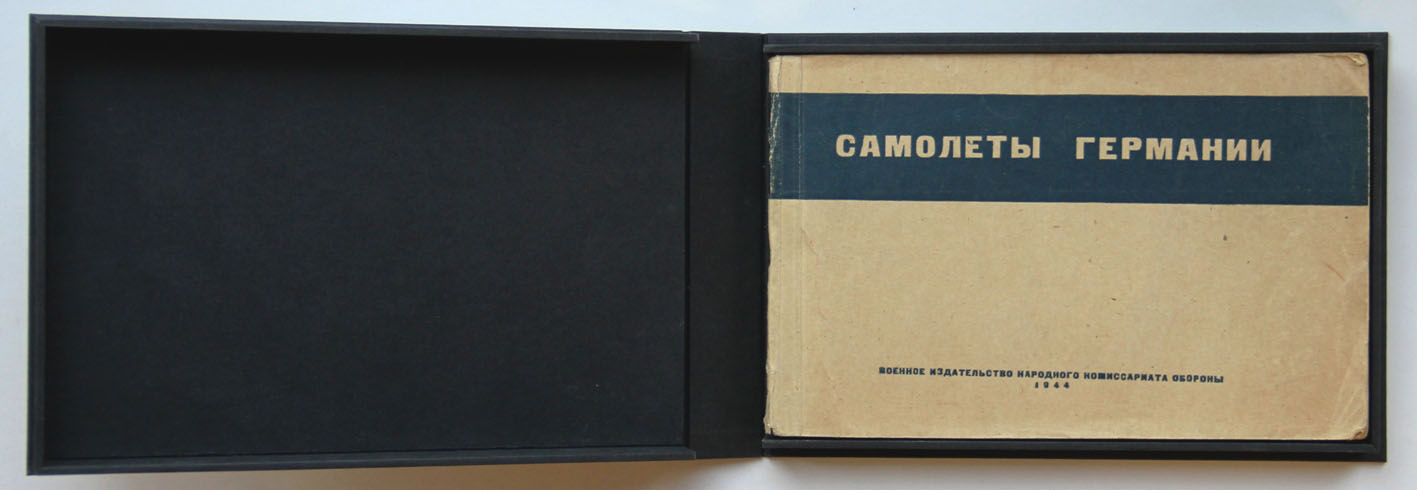 САМОЛЕТЫ ГЕРМАНИИ
ВОЕННОЕ ИЗДАТЕЛЬСТВО НАРОДНОГО КОМИССАРИАТА ОБОРОНЫ
1944